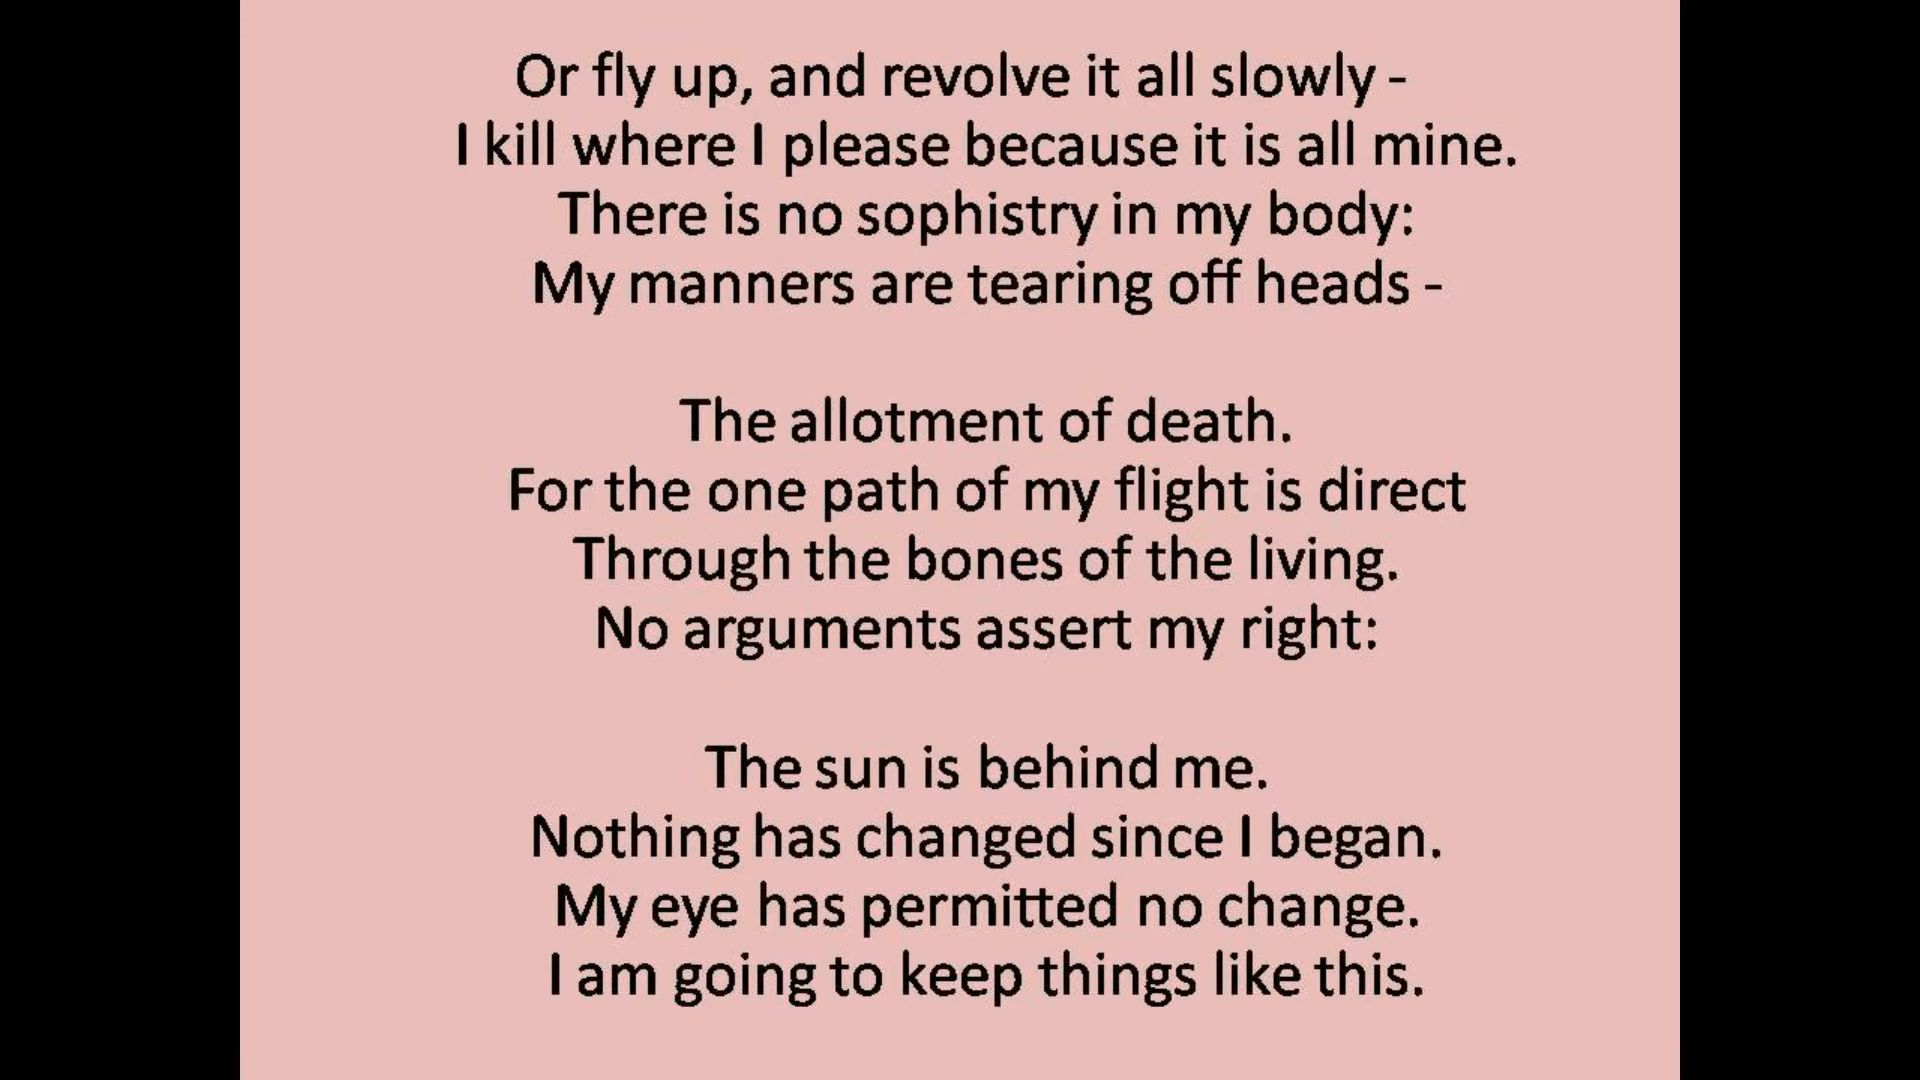 Or fly up, and revolve it all slowly -
I kill where I please because it is all mine.
There is no sophistry in my body:
My manners are tearing off heads -
The allotment of death.
For the one path of my flight is direct
Through the bones of the living.
No arguments assert my right:
The sun is behind me.
Nothing has changed since I began.
My eye has permitted no change.
I am going to keep things like this.